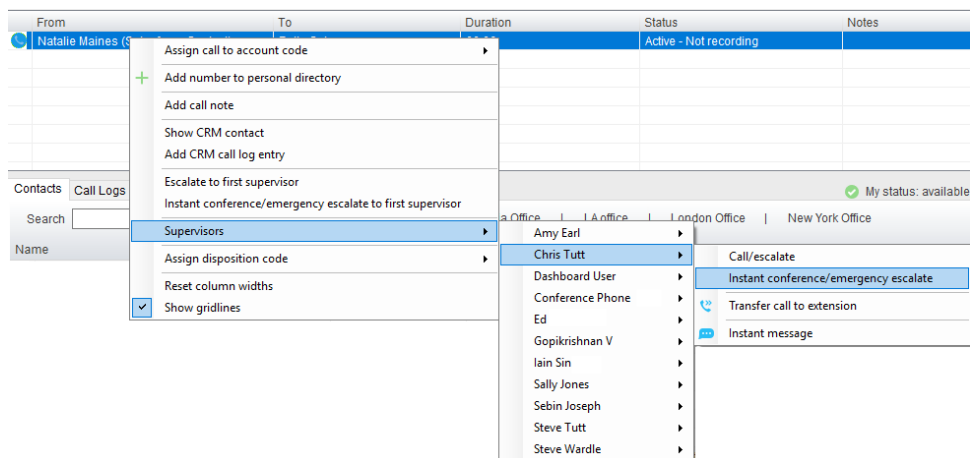 From To Duration Status Notes
Natalie Maines Active - Not recording
Assign call to account code
Add number to personal directory
Add call note
Show CRM contact
Add CRM call log entry
Contacts Call Logs My status: available
Escalate to first supervisor
Instant conference/emergency escalate to first supervisor
Search a Office | LA office | London Office | New York Office
Supervisors
Name
Assign disposition code
Reset column widths
Show gridlines
Amy Earl
Chris Tutt
Dashboard User
Conference Phone
Ed
Gopikrishnan V
Iain Sin
Sally Jones
Sebin Joseph
Steve Tutt
Steve Wardle
Call/escalate
Instant conference/emergency escalate
Transfer call to extension
Instant message